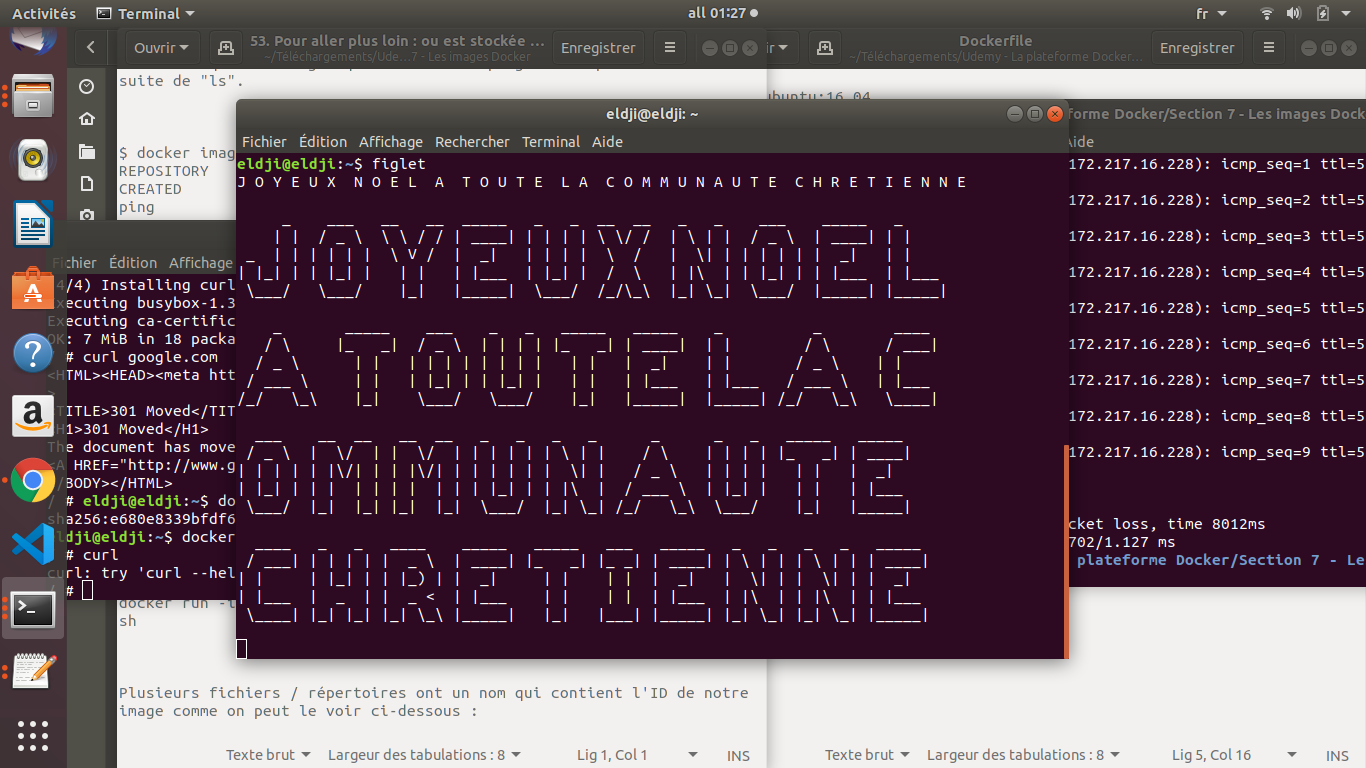 Activités
Terminal
all 01:27
fr
Ouvrir
53. Pour aller plus loin : ou est stockée ...
~/Téléchargements/Ude...7 - Les images Docker
Enregistrer
ir
Dockerfile
~/Téléchargements/Udemy - La plateforme Docker...
Enregistrer
suite de "ls".
ubuntu:16.04
$ docker imag
REPOSITORY
CREATED
ping
eldji@eldji: ~
Fichier Édition Affichage Rechercher Terminal Aide
eldji@eldji:~$ figlet
J O Y E U X N O E L A T O U T E L A C O M M U N A U T E C H R E T I E N N E
JOYEUX NOEL
A TOUTE LA C
OMMUNAUTE
CHRETIENNE
forme Docker/Section 7 - Les images Dock
Aide
172.217.16.228): icmp_seq=1 ttl=5
172.217.16.228): icmp_seq=2 ttl=5
172.217.16.228): icmp_seq=3 ttl=5
172.217.16.228): icmp_seq=4 ttl=5
172.217.16.228): icmp_seq=5 ttl=5
172.217.16.228): icmp_seq=6 ttl=5
172.217.16.228): icmp_seq=7 ttl=5
172.217.16.228): icmp_seq=8 ttl=5
172.217.16.228): icmp_seq=9 ttl=5
cket loss, time 8012ms
702/1.127 ms
plateforme Docker/Section 7 - Le
Fichier Édition Affichage
4/4) Installing curl
Executing busybox-1.3
Executing ca-certific
OK: 7 MiB in 18 packa
/ # curl google.com
<HTML><HEAD><meta htt
>
<TITLE>301 Moved</TIT
<H1>301 Moved</H1>
The document has move
<A HREF="http://www.g
</BODY></HTML>
/ # eldji@eldji:~$ do
sha256:e680e8339bfdf6
eldji@eldji:~$ docker
/ # curl
curl: try 'curl --hel
/ #
docker run -t
sh
Plusieurs fichiers / répertoires ont un nom qui contient l'ID de notre
image comme on peut le voir ci-dessous :
Texte brut Largeur des tabulations : 8 Lig 1, Col 1 INS
Texte brut Largeur des tabulations : 8 Lig 5, Col 16 INS